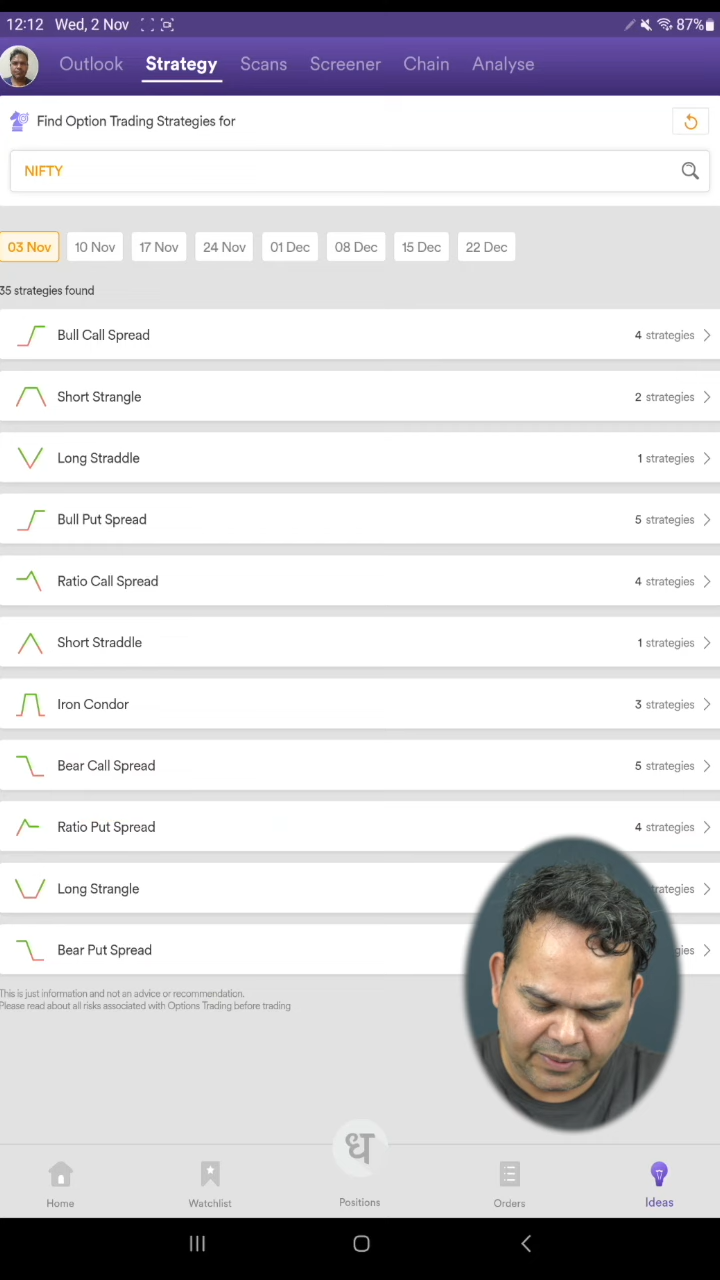 12:12 Wed, 2 Nov 87%
Outlook Strategy Scans Screener Chain Analyse
Find Option Trading Strategies for
NIFTY
03 Nov 10 Nov 17 Nov 24 Nov 01 Dec 08 Dec 15 Dec 22 Dec
35 strategies found
Bull Call Spread 4 strategies
Short Strangle 2 strategies
Long Straddle 1 strategies
Bull Put Spread 5 strategies
Ratio Call Spread 4 strategies
Short Straddle 1 strategies
Iron Condor 3 strategies
Bear Call Spread 5 strategies
Ratio Put Spread 4 strategies
Long Strangle
Bear Put Spread
This is just information and not an advice or recommendation.
Please read about all risks associated with Options Trading before trading
ध
Home Watchlist Positions Orders Ideas